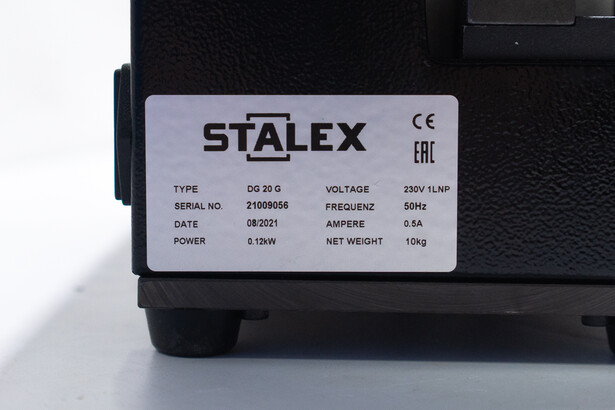 STALEX
CE
EAC
TYPE DG 20 G VOLTAGE 230V 1LNP
SERIAL NO. 21009056 FREQUENZ 50Hz
DATE 08/2021 AMPERE 0.5A
POWER 0.12kW NET WEIGHT 10kg